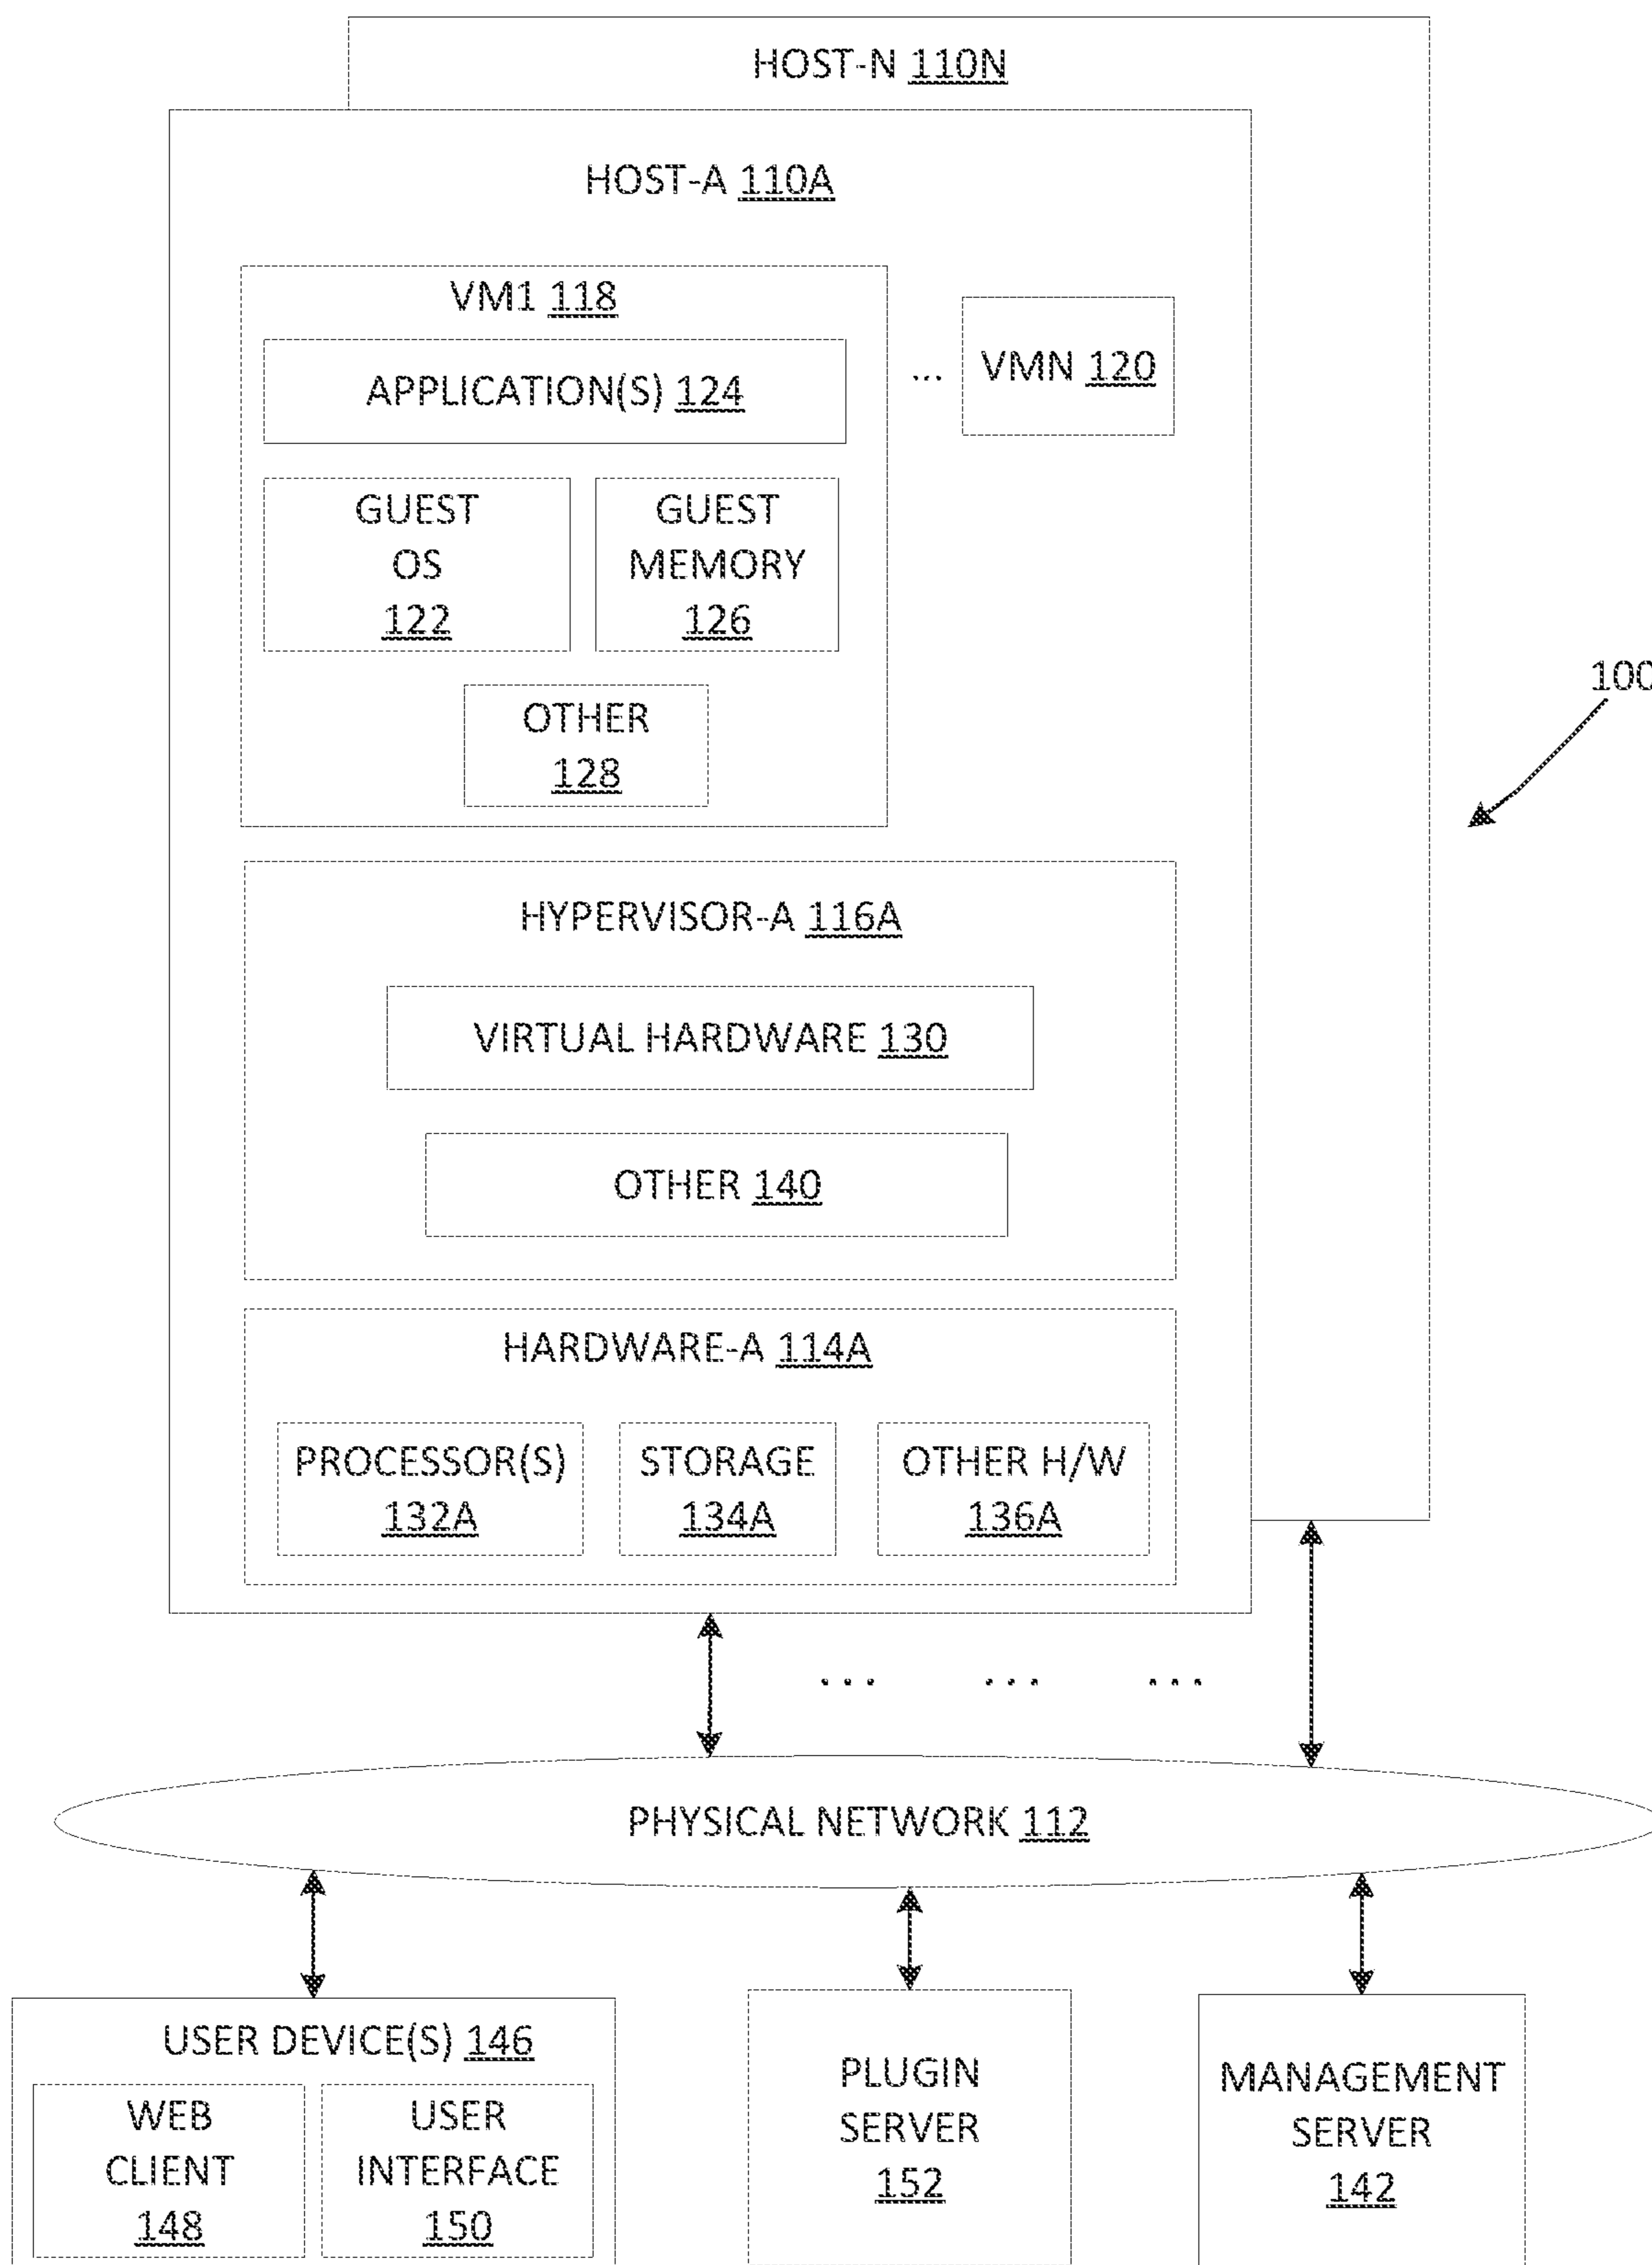 HOST-N 110N
HOST-A 110A
VM1 118
APPLICATION(S) 124
... VMN 120
GUEST
OS
122
GUEST
MEMORY
126
OTHER
128
100
HYPERVISOR-A 116A
VIRTUAL HARDWARE 130
OTHER 140
HARDWARE-A 114A
PROCESSOR(S)
132A
STORAGE
134A
OTHER H/W
136A
... ... ...
PHYSICAL NETWORK 112
USER DEVICE(S) 146
WEB
CLIENT
148
USER
INTERFACE
150
PLUGIN
SERVER
152
MANAGEMENT
SERVER
142